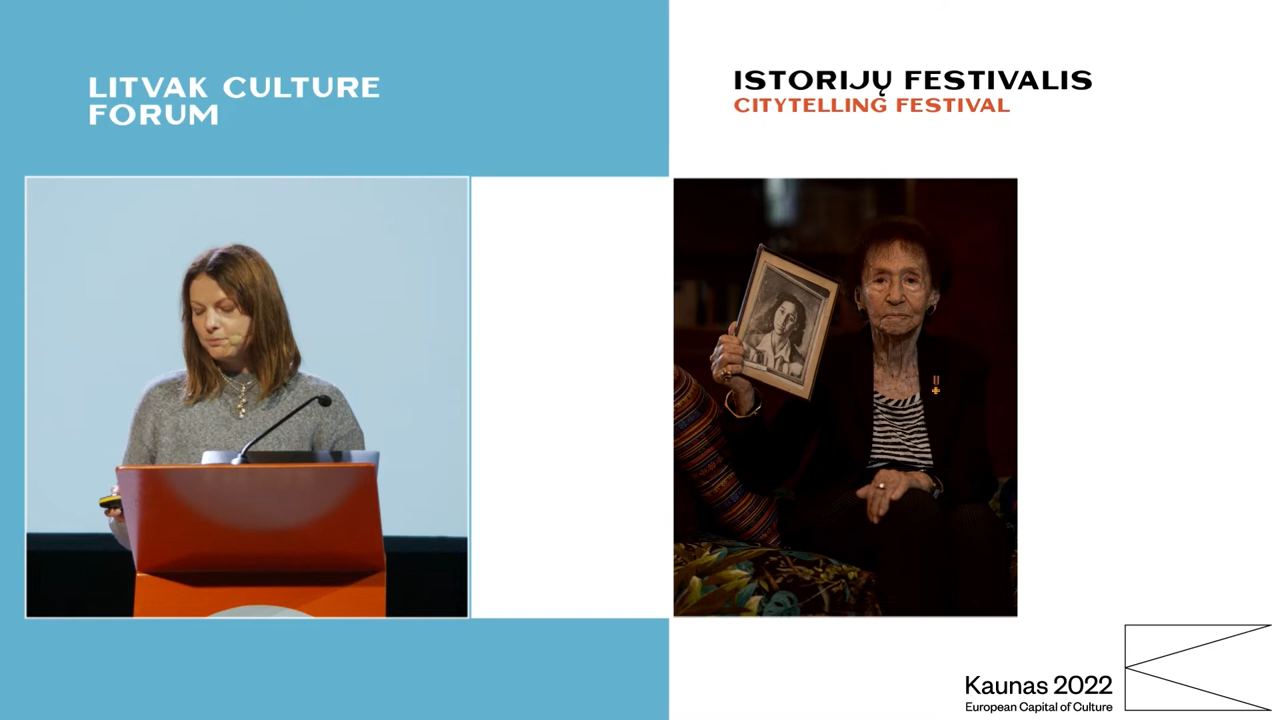 LITVAK CULTURE
FORUM
ISTORIJŲ FESTIVALIS
CITYTELLING FESTIVAL
Kaunas 2022
European Capital of Culture